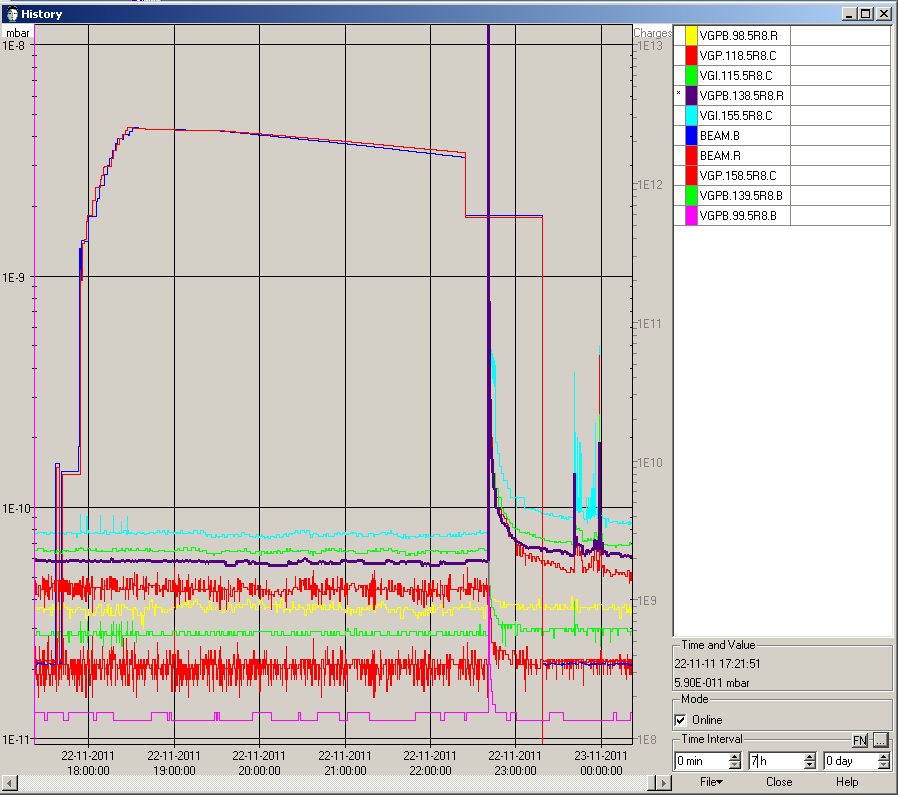 History
mbar
Charges
1E-8
1E-9
1E-10
1E-11
1E13
1E12
1E11
1E10
1E9
1E8
22-11-2011 22-11-2011 22-11-2011 22-11-2011 22-11-2011 22-11-2011 23-11-2011
18:00:00 19:00:00 20:00:00 21:00:00 22:00:00 23:00:00 00:00:00
VGPB.98.5R8.R
VGP.118.5R8.C
VGI.115.5R8.C
* VGPB.138.5R8.R
VGI.155.5R8.C
BEAM.B
BEAM.R
VGP.158.5R8.C
VGPB.139.5R8.B
VGPB.99.5R8.B
Time and Value
22-11-11 17:21:51
5.90E-011 mbar
Mode
Online
Time Interval FN ...
0 min 7 h 0 day
File Close Help